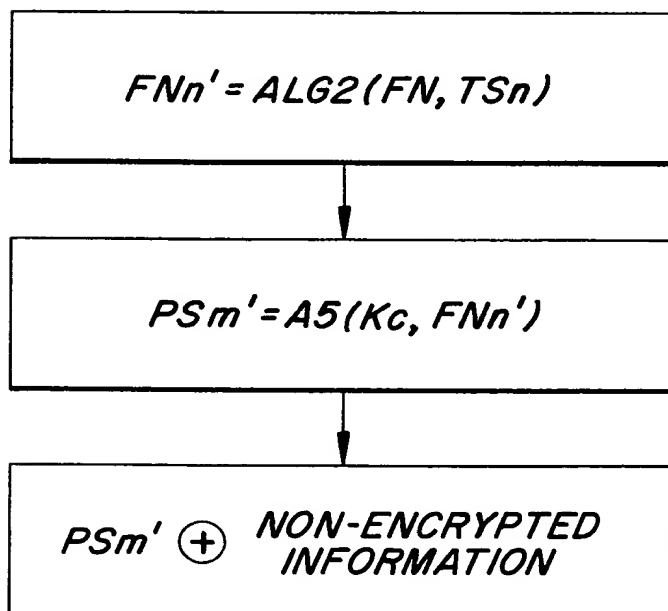 FNn' = ALG2(FN, TSn)
PSm' = A5(Kc, FNn')
PSm' ⊕ NON-ENCRYPTED
INFORMATION